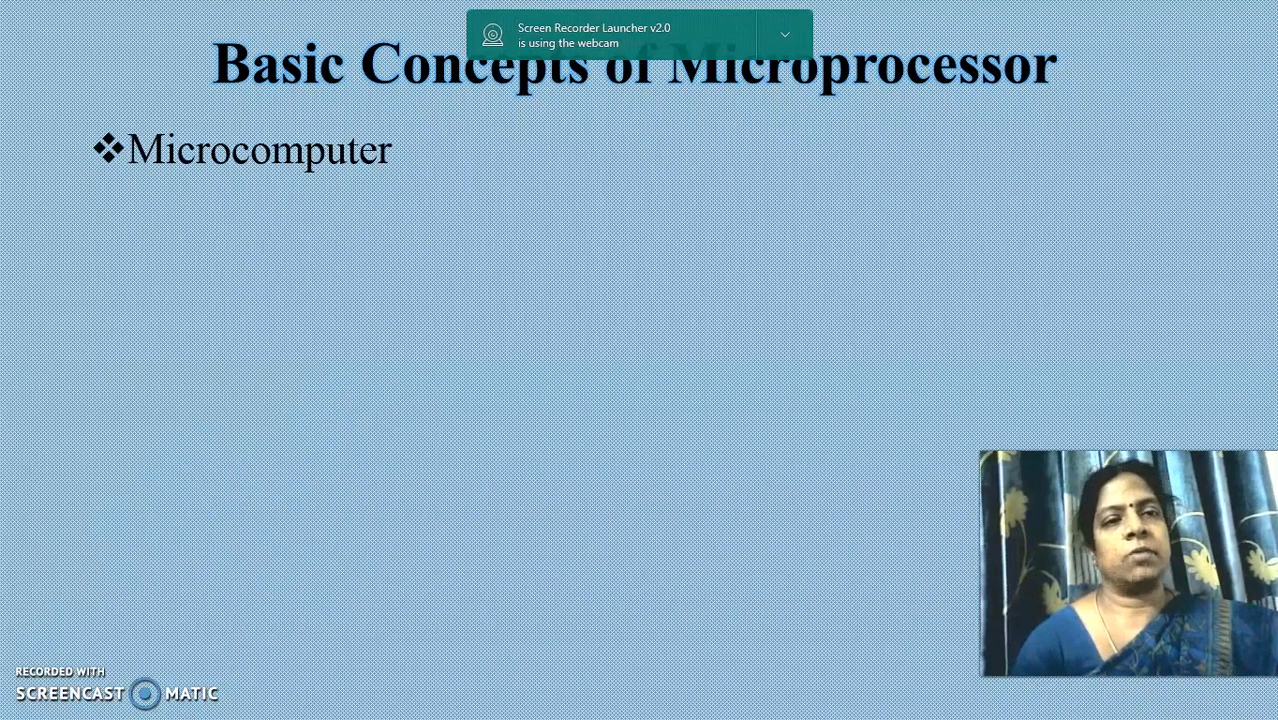 Screen Recorder Launcher v2.0
is using the webcam
Basic Concepts of Microprocessor
❖Microcomputer
RECORDED WITH
SCREENCAST MATIC